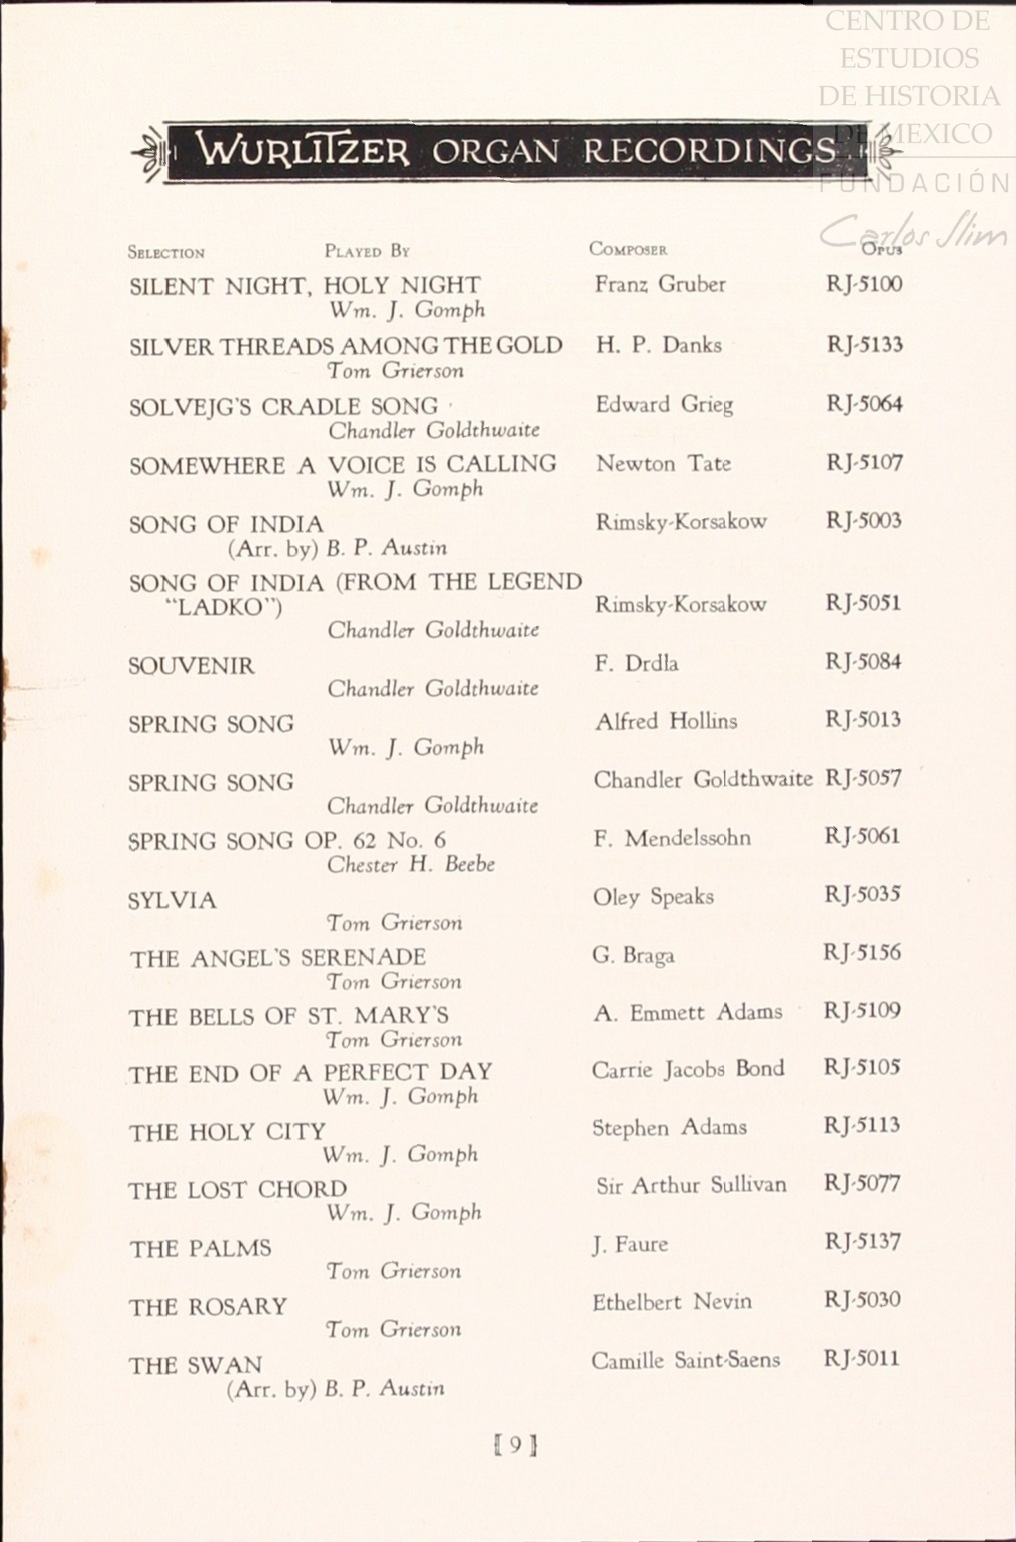 CENTRO DE
ESTUDIOS
DE HISTORIA
DE MEXICO
FUNDACIÓN
Carlos Slim
WURLITZER ORGAN RECORDINGS
SELECTION PLAYED BY COMPOSER OPUS
SILENT NIGHT, HOLY NIGHT Franz Gruber RJ-5100
Wm. J. Gomph
SILVER THREADS AMONG THE GOLD H. P. Danks RJ-5133
Tom Grierson
SOLVEJG'S CRADLE SONG Edward Grieg RJ-5064
Chandler Goldthwaite
SOMEWHERE A VOICE IS CALLING Newton Tate RJ-5107
Wm. J. Gomph
SONG OF INDIA Rimsky-Korsakow RJ-5003
(Arr. by) B. P. Austin
SONG OF INDIA (FROM THE LEGEND
"LADKO") Rimsky-Korsakow RJ-5051
Chandler Goldthwaite
SOUVENIR F. Drdla RJ-5084
Chandler Goldthwaite
SPRING SONG Alfred Hollins RJ-5013
Wm. J. Gomph
SPRING SONG Chandler Goldthwaite RJ-5057
Chandler Goldthwaite
SPRING SONG OP. 62 No. 6 F. Mendelssohn RJ-5061
Chester H. Beebe
SYLVIA Oley Speaks RJ-5035
Tom Grierson
THE ANGEL'S SERENADE G. Braga RJ-5156
Tom Grierson
THE BELLS OF ST. MARY'S A. Emmett Adams RJ-5109
Tom Grierson
THE END OF A PERFECT DAY Carrie Jacobs Bond RJ-5105
Wm. J. Gomph
THE HOLY CITY Stephen Adams RJ-5113
Wm. J. Gomph
THE LOST CHORD Sir Arthur Sullivan RJ-5077
Wm. J. Gomph
THE PALMS J. Faure RJ-5137
Tom Grierson
THE ROSARY Ethelbert Nevin RJ-5030
Tom Grierson
THE SWAN Camille Saint-Saens RJ-5011
(Arr. by) B. P. Austin
[9]